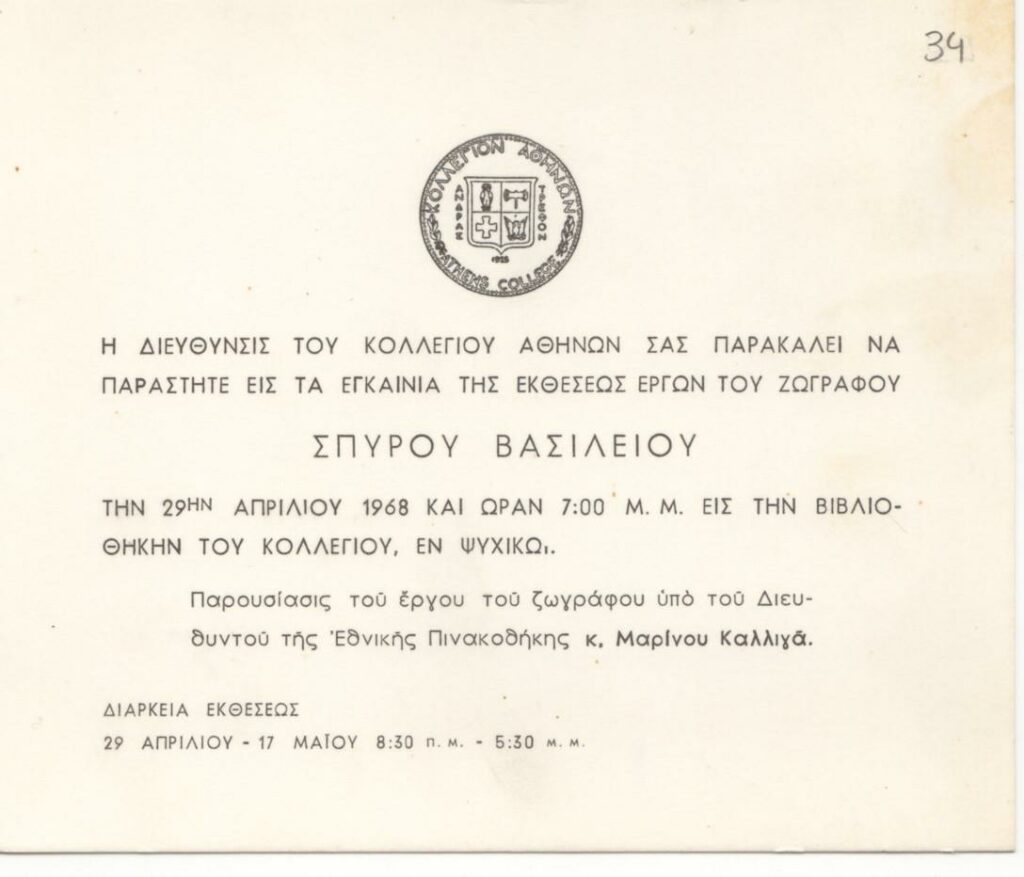 34
ΚΟΛΛΕΓΙΟΝ ΑΘΗΝΩΝ
ΑΝΔΡΑΣ ΤΡΕΦΟΝ
1925
ATHENS COLLEGE
Η ΔΙΕΥΘΥΝΣΙΣ ΤΟΥ ΚΟΛΛΕΓΙΟΥ ΑΘΗΝΩΝ ΣΑΣ ΠΑΡΑΚΑΛΕΙ ΝΑ
ΠΑΡΑΣΤΗΤΕ ΕΙΣ ΤΑ ΕΓΚΑΙΝΙΑ ΤΗΣ ΕΚΘΕΣΕΩΣ ΕΡΓΩΝ ΤΟΥ ΖΩΓΡΑΦΟΥ
ΣΠΥΡΟΥ ΒΑΣΙΛΕΙΟΥ
ΤΗΝ 29ΗΝ ΑΠΡΙΛΙΟΥ 1968 ΚΑΙ ΩΡΑΝ 7:00 Μ. Μ. ΕΙΣ ΤΗΝ ΒΙΒΛΙΟ-
ΘΗΚΗΝ ΤΟΥ ΚΟΛΛΕΓΙΟΥ, ΕΝ ΨΥΧΙΚΩι.
Παρουσίασις τοῦ ἔργου τοῦ ζωγράφου ὑπὸ τοῦ Διευ-
θυντοῦ τῆς Ἐθνικῆς Πινακοθήκης κ. Μαρίνου Καλλιγᾶ.
ΔΙΑΡΚΕΙΑ ΕΚΘΕΣΕΩΣ
29 ΑΠΡΙΛΙΟΥ - 17 ΜΑΪΟΥ 8:30 π. μ. - 5:30 μ. μ.